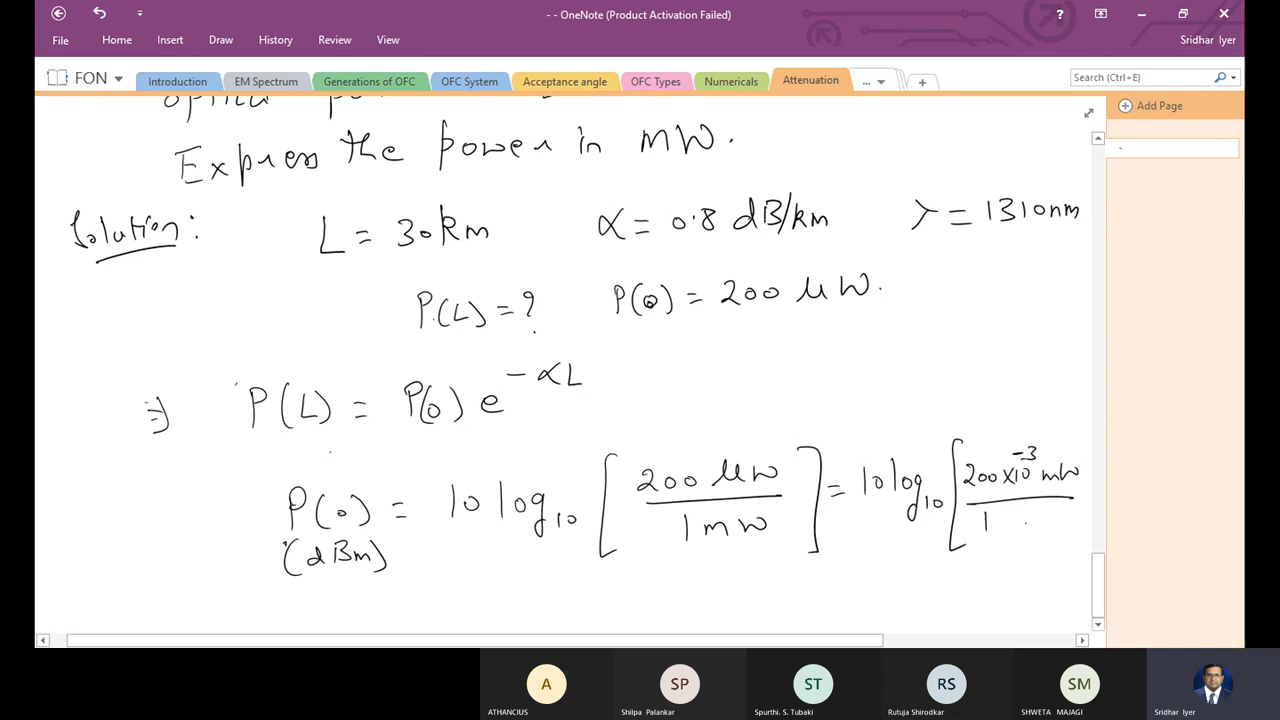 - - OneNote (Product Activation Failed)
File Home Insert Draw History Review View
Sridhar Iyer
FON
Introduction EM Spectrum Generations of OFC OFC System Acceptance angle OFC Types Numericals Attenuation ...
Search (Ctrl+E)
Add Page
-
optical
Express the power in mW.
Solution: L = 30km α = 0.8 dB/km λ = 1310nm
P(L) = ? P(0) = 200 μW.
⇒ P(L) = P(0) e^{-αL}
P(0) = 10 log₁₀ [ 200 μW / 1 mW ] = 10 log₁₀ [ 200×10⁻³ mW / 1
(dBm)
A SP ST RS SM
ATHANCIUS Shilpa Palankar Spurthi. S. Tubaki Rutuja Shirodkar SHWETA MAJAGI Sridhar Iyer